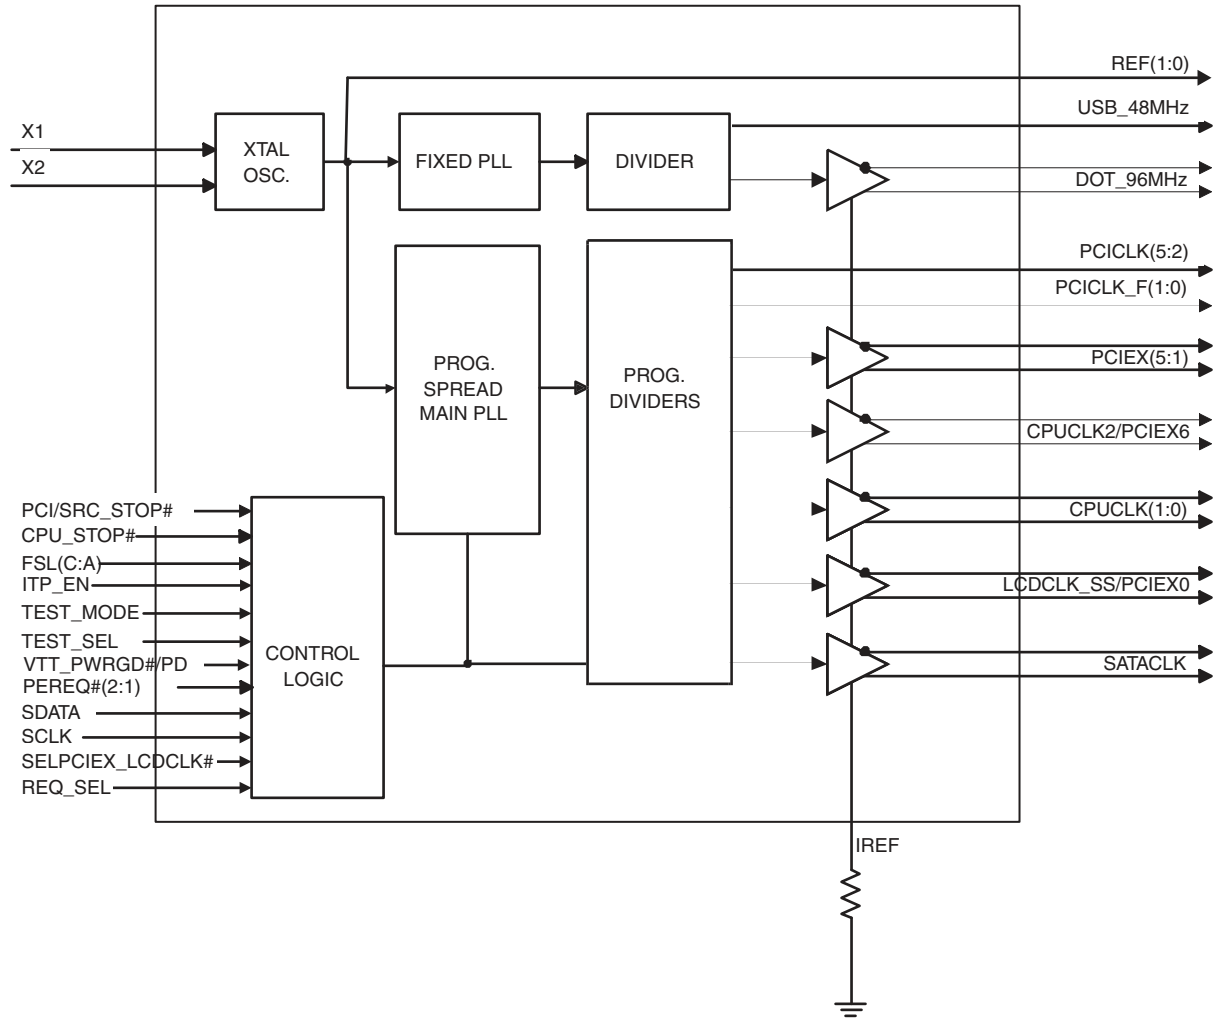 REF(1:0)
USB_48MHz
X1
XTAL
OSC.
FIXED PLL
DIVIDER
X2
DOT_96MHz
PCICLK(5:2)
PCICLK_F(1:0)
PROG.
SPREAD
MAIN PLL
PROG.
DIVIDERS
PCIEX(5:1)
CPUCLK2/PCIEX6
CPUCLK(1:0)
LCDCLK_SS/PCIEX0
SATACLK
PCI/SRC_STOP#
CPU_STOP#
FSL(C:A)
ITP_EN
TEST_MODE
TEST_SEL
VTT_PWRGD#/PD
PEREQ#(2:1)
SDATA
SCLK
SELPCIEX_LCDCLK#
REQ_SEL
CONTROL
LOGIC
IREF